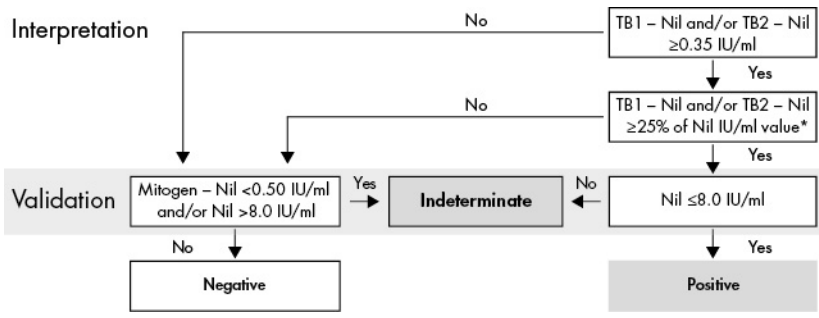 Interpretation
No
TB1 – Nil and/or TB2 – Nil
≥0.35 IU/ml
Yes
No
TB1 – Nil and/or TB2 – Nil
≥25% of Nil IU/ml value*
Yes
Validation
Mitogen – Nil <0.50 IU/ml
and/or Nil >8.0 IU/ml
Yes
Indeterminate
No
Nil ≤8.0 IU/ml
No
Yes
Negative
Positive